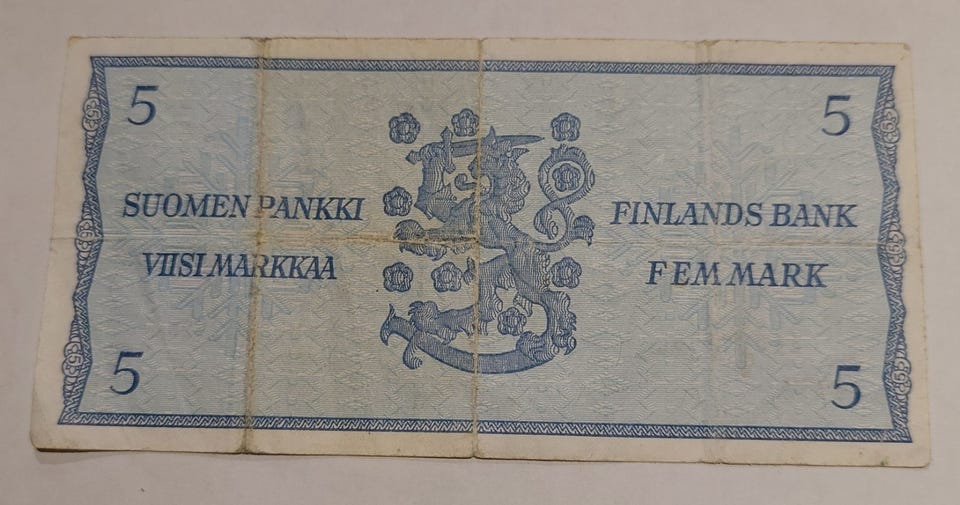 5 5
SUOMEN PANKKI FINLANDS BANK
VIISI MARKKAA FEM MARK
5 5